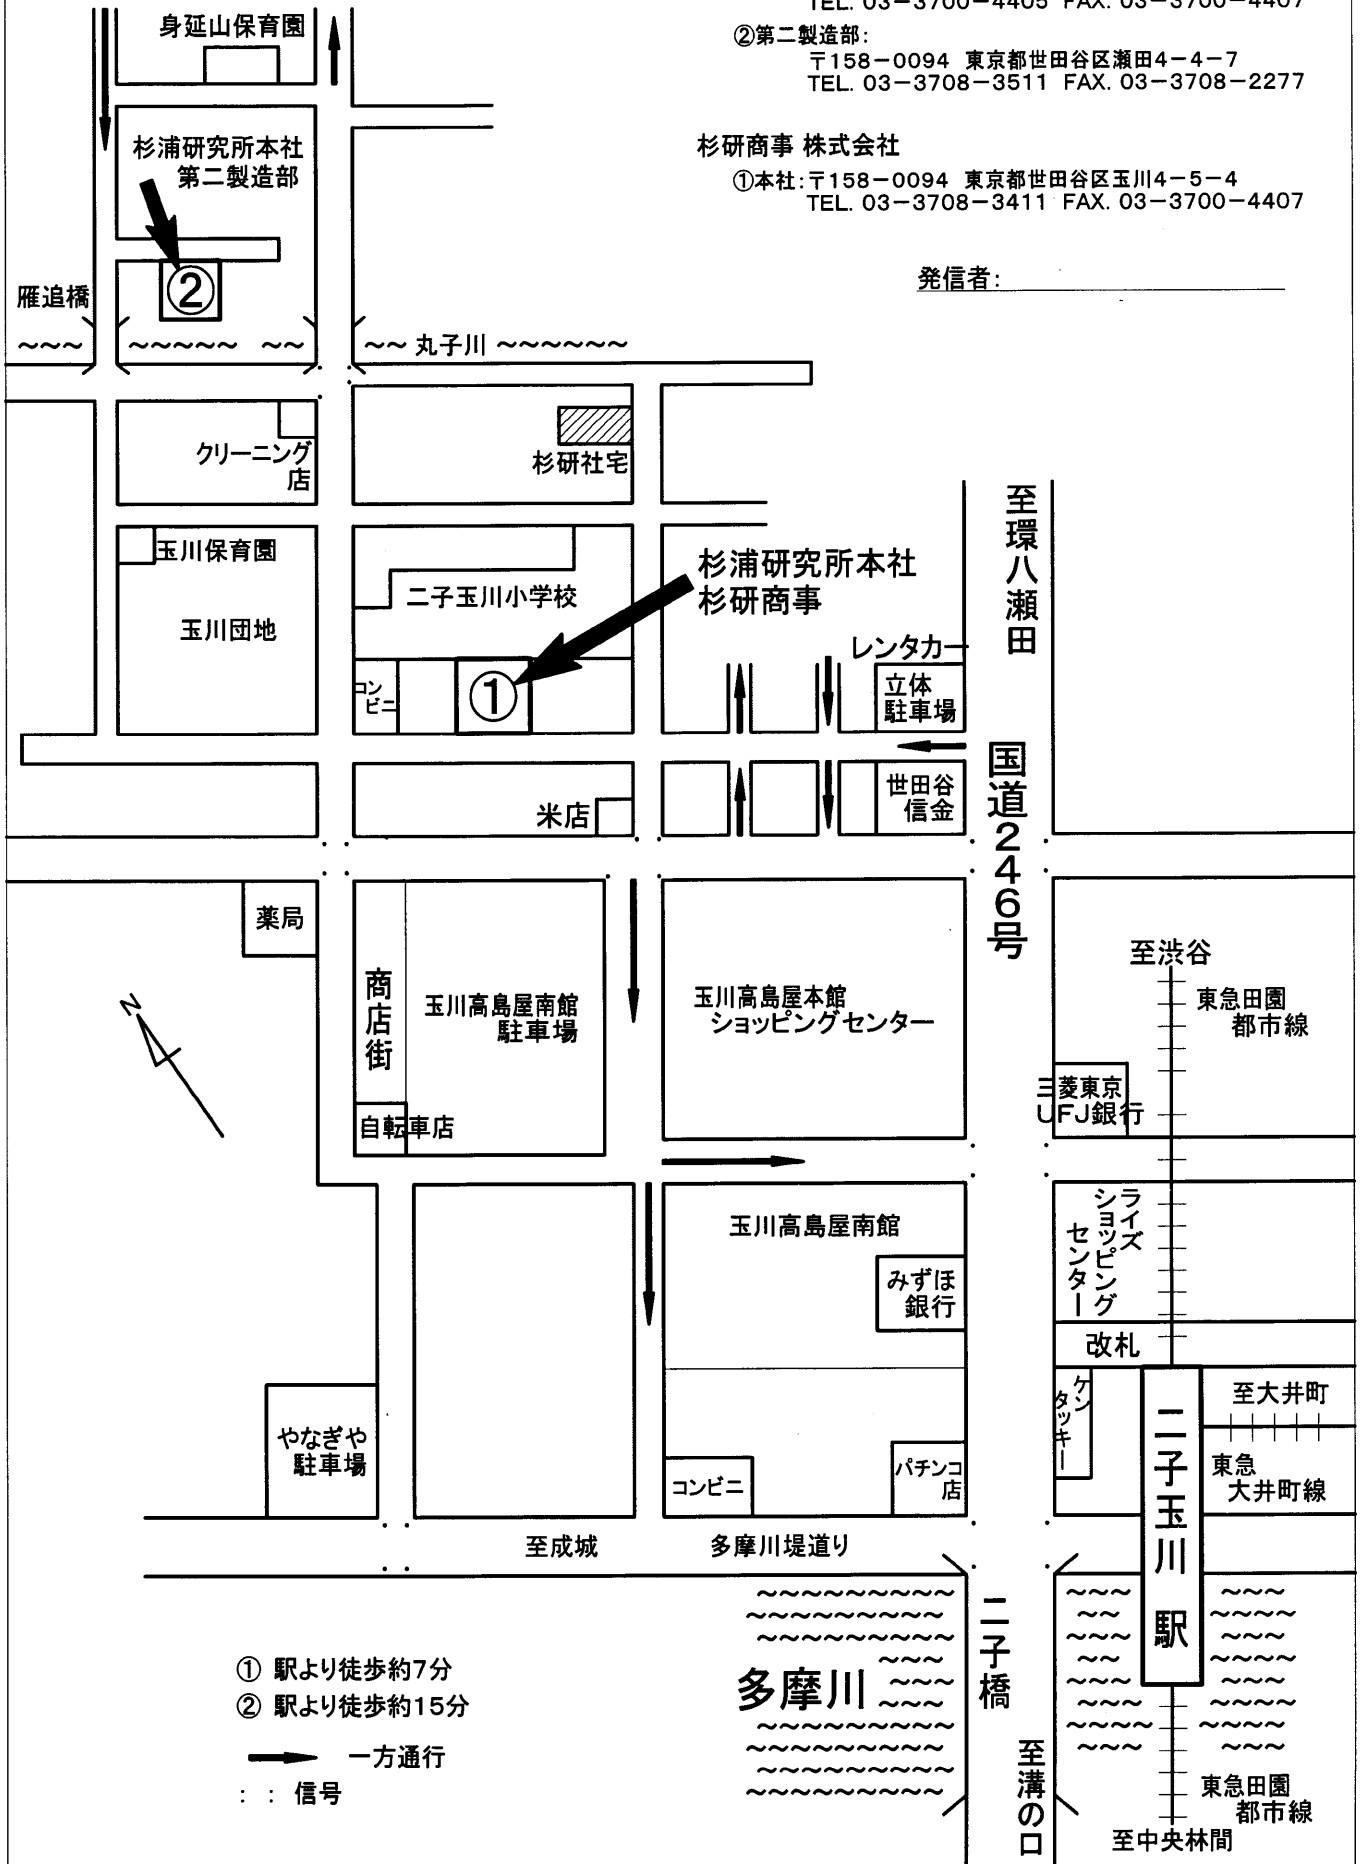 TEL. 03-3700-4405 FAX. 03-3700-4407
②第二製造部:
〒158-0094 東京都世田谷区瀬田4-4-7
TEL. 03-3708-3511 FAX. 03-3708-2277
杉研商事 株式会社
①本社:〒158-0094 東京都世田谷区玉川4-5-4
TEL. 03-3708-3411 FAX. 03-3700-4407
発信者:
身延山保育園
杉浦研究所本社
第二製造部
②
雁追橋
丸子川
クリーニング
店
杉研社宅
玉川保育園
玉川団地
二子玉川小学校
杉浦研究所本社
杉研商事
コン
ビニ
①
至環八瀬田
レンタカー
立体
駐車場
国道246号
世田谷
信金
米店
薬局
商店街
玉川高島屋南館
駐車場
玉川高島屋本館
ショッピングセンター
至渋谷
東急田園
都市線
N
三菱東京
UFJ銀行
自転車店
玉川高島屋南館
みずほ
銀行
ライズ
ショッピング
センター
改札
ケン
タッキー
二子玉川 駅
至大井町
東急
大井町線
やなぎや
駐車場
コンビニ
パチンコ
店
至成城
多摩川堤道り
二子橋
多摩川
至溝の口
東急田園
都市線
至中央林間
① 駅より徒歩約7分
② 駅より徒歩約15分
一方通行
: : 信号